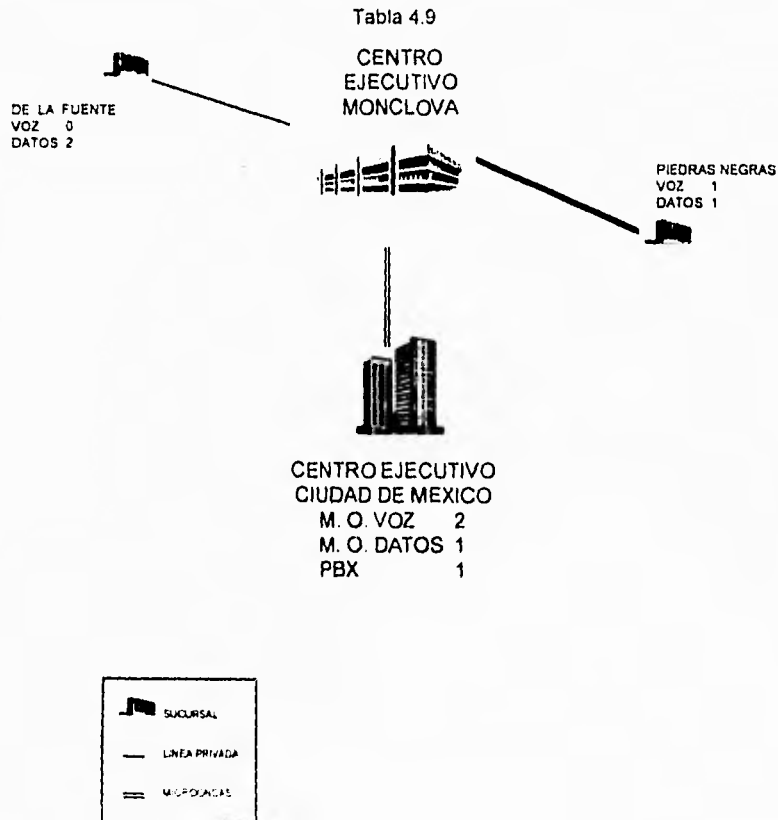 Tabla 4.9
CENTRO
EJECUTIVO
MONCLOVA
DE LA FUENTE
VOZ 0
DATOS 2
PIEDRAS NEGRAS
VOZ 1
DATOS 1
CENTRO EJECUTIVO
CIUDAD DE MEXICO
M. O. VOZ 2
M. O. DATOS 1
PBX 1
SUCURSAL
LINEA PRIVADA
MICROONDAS